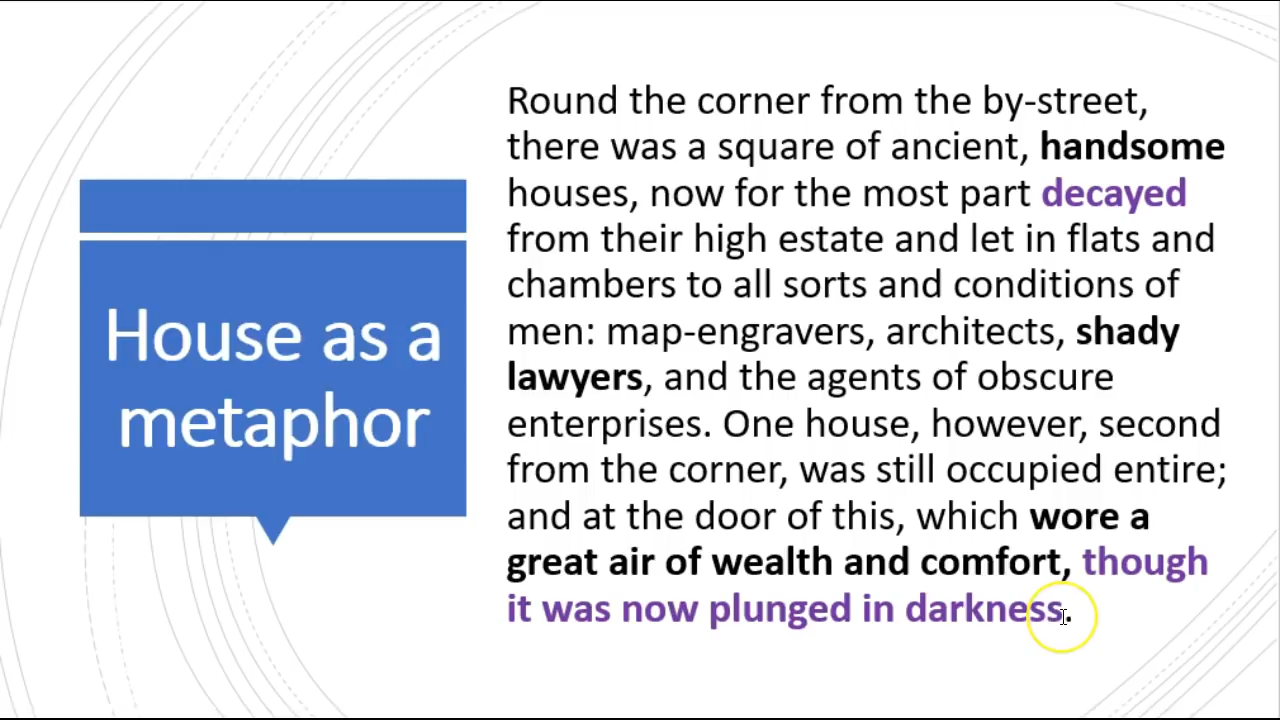 House as a
metaphor
Round the corner from the by-street,
there was a square of ancient, handsome
houses, now for the most part decayed
from their high estate and let in flats and
chambers to all sorts and conditions of
men: map-engravers, architects, shady
lawyers, and the agents of obscure
enterprises. One house, however, second
from the corner, was still occupied entire;
and at the door of this, which wore a
great air of wealth and comfort, though
it was now plunged in darkness.